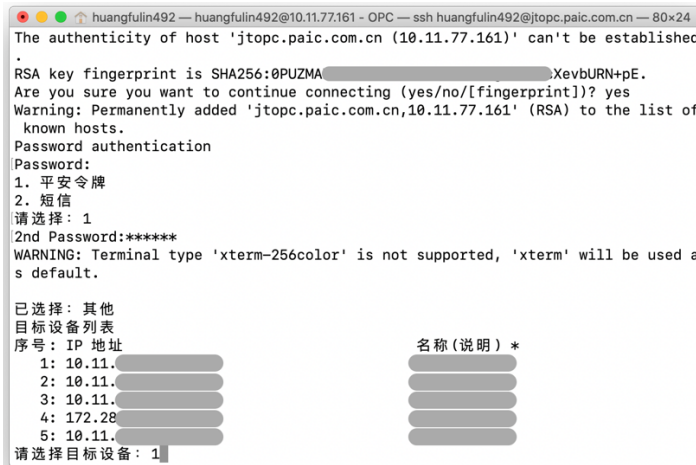 huangfulin492 — huangfulin492@10.11.77.161 - OPC — ssh huangfulin492@jtopc.paic.com.cn — 80×24
The authenticity of host 'jtopc.paic.com.cn (10.11.77.161)' can't be established
.
RSA key fingerprint is SHA256:0PUZMA XevbURN+pE.
Are you sure you want to continue connecting (yes/no/[fingerprint])? yes
Warning: Permanently added 'jtopc.paic.com.cn,10.11.77.161' (RSA) to the list of
known hosts.
Password authentication
Password:
1. 平安令牌
2. 短信
请选择: 1
2nd Password:******
WARNING: Terminal type 'xterm-256color' is not supported, 'xterm' will be used a
s default.
已选择: 其他
目标设备列表
序号: IP 地址 名称(说明) *
1: 10.11.
2: 10.11.
3: 10.11.
4: 172.28
5: 10.11.
请选择目标设备: 1